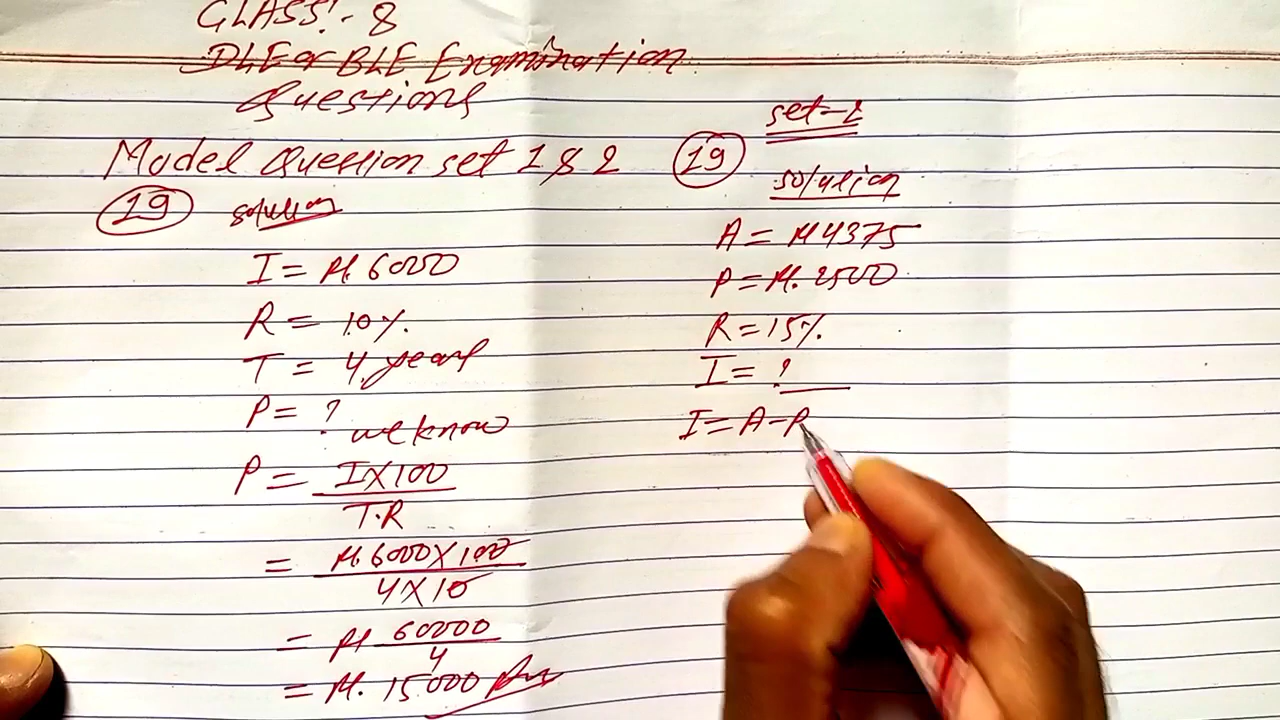 CLASS:- 8
DLE or BLE Examination
Questions
Model Question set 1 & 2
19 solution
I = Rs. 6000
R = 10%.
T = 4 years
P = ? we know
P = I×100
T.R
= Rs. 6000×100
4×10
= Rs 60000
4
= Rs. 15000 Ans
set-2
19
solution
A = Rs 4375
P = Rs. 2500
R = 15%.
I = ?
I = A-P